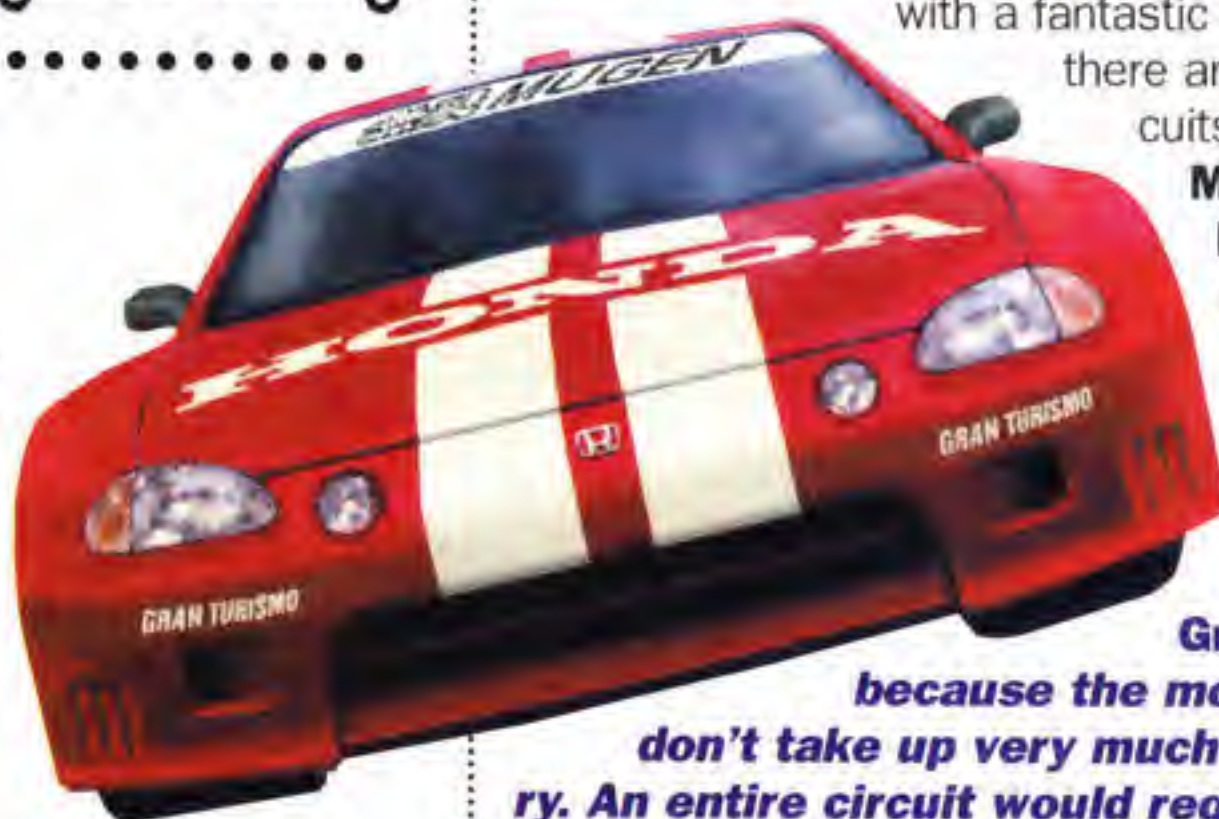 with a fantastic
there ar
cuits
M
MUGEN
HONDA
GRAN TURISMO
GRAN TURISMO
Gr
because the mo
don't take up very much
ry. An entire circuit would req